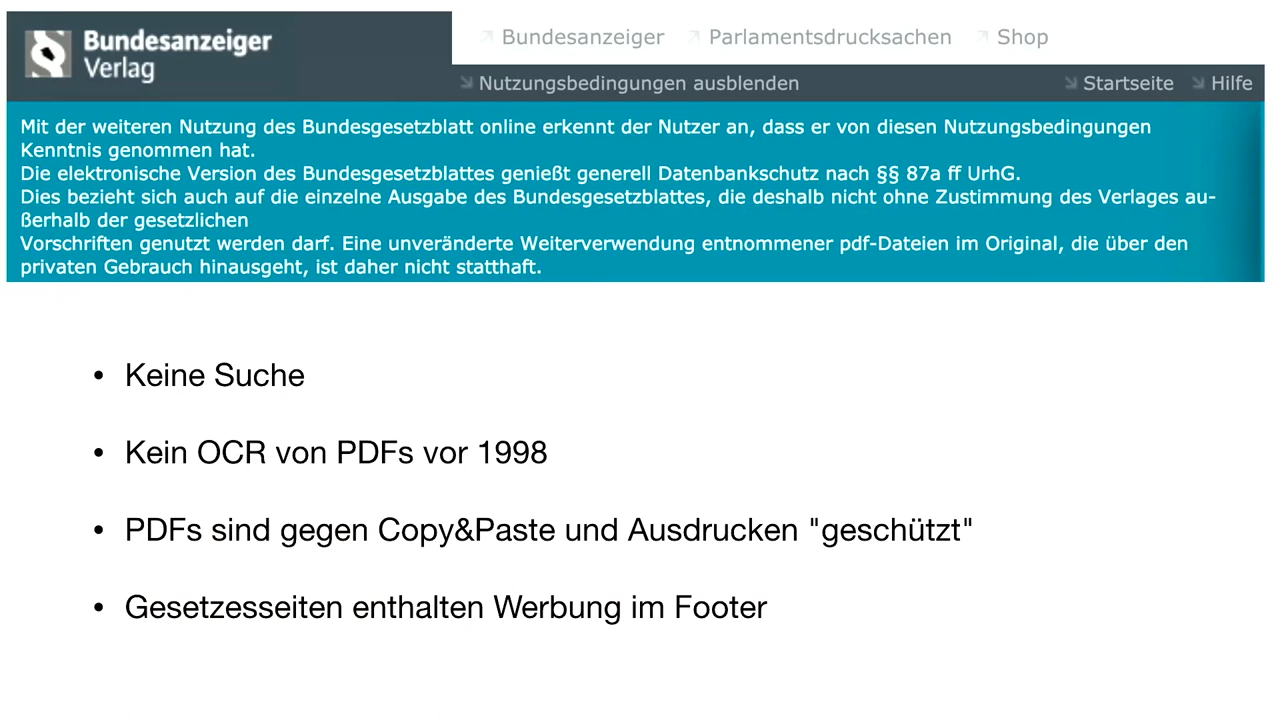 Bundesanzeiger
Verlag
Bundesanzeiger Parlamentsdrucksachen Shop
Nutzungsbedingungen ausblenden Startseite Hilfe
Mit der weiteren Nutzung des Bundesgesetzblatt online erkennt der Nutzer an, dass er von diesen Nutzungsbedingungen
Kenntnis genommen hat.
Die elektronische Version des Bundesgesetzblattes genießt generell Datenbankschutz nach §§ 87a ff UrhG.
Dies bezieht sich auch auf die einzelne Ausgabe des Bundesgesetzblattes, die deshalb nicht ohne Zustimmung des Verlages au-
ßerhalb der gesetzlichen
Vorschriften genutzt werden darf. Eine unveränderte Weiterverwendung entnommener pdf-Dateien im Original, die über den
privaten Gebrauch hinausgeht, ist daher nicht statthaft.
• Keine Suche
• Kein OCR von PDFs vor 1998
• PDFs sind gegen Copy&Paste und Ausdrucken "geschützt"
• Gesetzesseiten enthalten Werbung im Footer